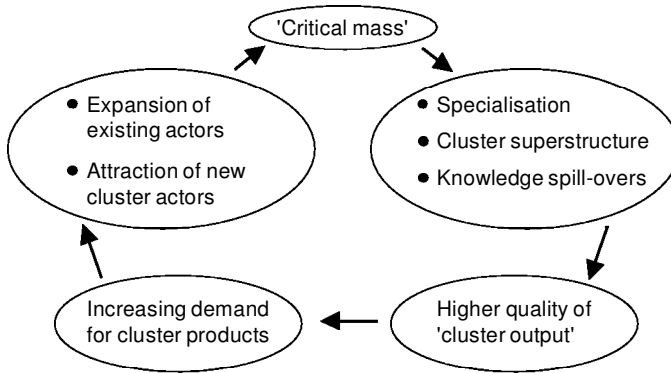 'Critical mass'
• Expansion of
existing actors
• Attraction of new
cluster actors
• Specialisation
• Cluster superstructure
• Knowledge spill-overs
Increasing demand
for cluster products
Higher quality of
'cluster output'